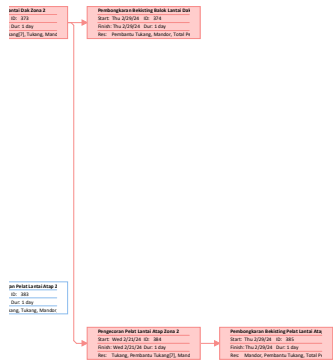 antai Dak Zona 2
ID: 373
Dur: 1 day
ang[7], Tukang, Mand
Pembongkaran Bekisting Balok Lantai Dak
Start: Thu 2/29/24 ID: 374
Finish: Thu 2/29/24 Dur: 1 day
Res: Pembantu Tukang, Mandor, Total Pe
an Pelat Lantai Atap 2
ID: 383
Dur: 1 day
ang, Tukang, Mandor
Pengecoran Pelat Lantai Atap Zona 2
Start: Wed 2/21/24 ID: 384
Finish: Wed 2/21/24 Dur: 1 day
Res: Tukang, Pembantu Tukang[7], Mand
Pembongkaran Bekisting Pelat Lantai Atap
Start: Thu 2/29/24 ID: 385
Finish: Thu 2/29/24 Dur: 1 day
Res: Mandor, Pembantu Tukang, Total P